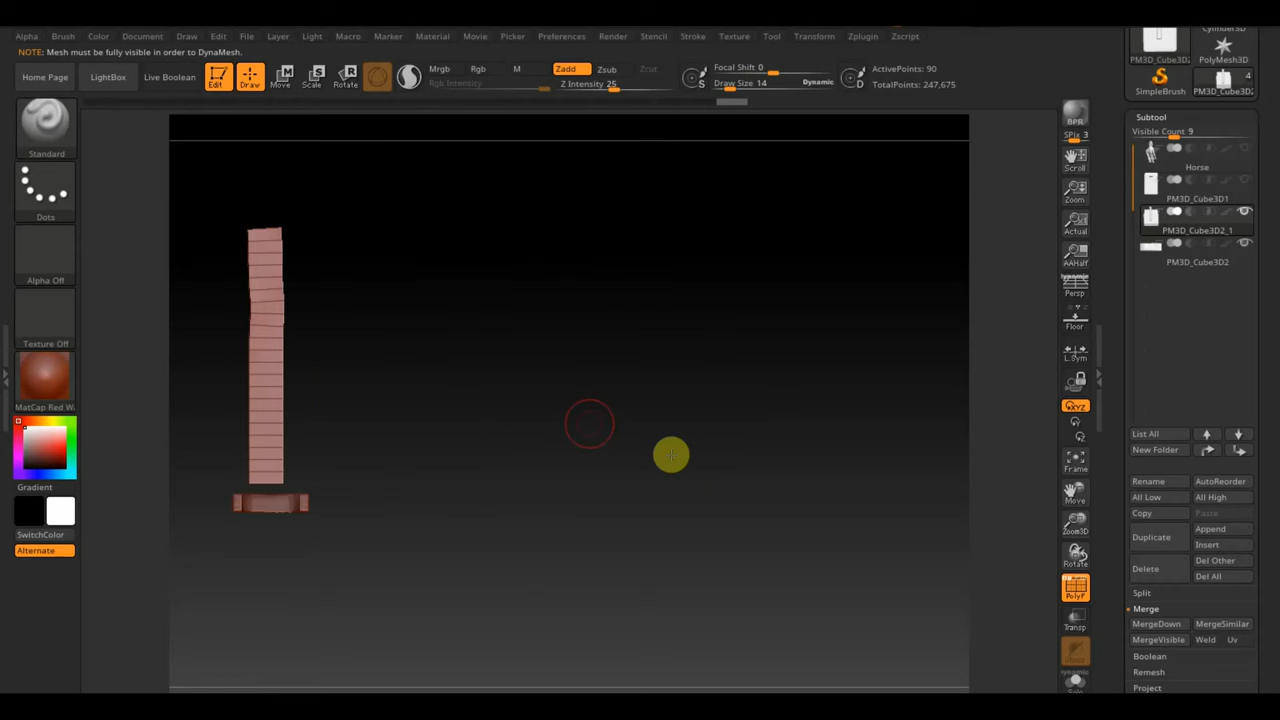 Alpha Brush Color Document Draw Edit File Layer Light Macro Marker Material Movie Picker Preferences Render Stencil Stroke Texture Tool Transform Zplugin Zscript
NOTE: Mesh must be fully visible in order to DynaMesh.
Home Page LightBox Live Boolean Edit Draw Move Scale Rotate
Mrgb Rgb M Zadd Zsub Zcut
Rgb Intensity Z Intensity 25
Focal Shift 0
Draw Size 14 Dynamic
ActivePoints: 90
TotalPoints: 247,675
Standard
Dots
Alpha Off
Texture Off
MatCap Red W
Gradient
SwitchColor
Alternate
BPR
SPix 3
Scroll
Zoom
Actual
AAHalf
Dynamic
Persp
Floor
L.Sym
XYZ
Frame
Move
Zoom3D
Rotate
PolyF
Transp
Dynamic
Solo
PM3D_Cube3D2 PolyMesh3D
4
SimpleBrush PM3D_Cube3D2
Subtool
Visible Count 9
Horse
PM3D_Cube3D1
PM3D_Cube3D2_1
PM3D_Cube3D2
List All
New Folder
Rename AutoReorder
All Low All High
Copy Paste
Duplicate Append
Insert
Delete Del Other
Del All
Split
Merge
MergeDown MergeSimilar
MergeVisible Weld Uv
Boolean
Remesh
Project